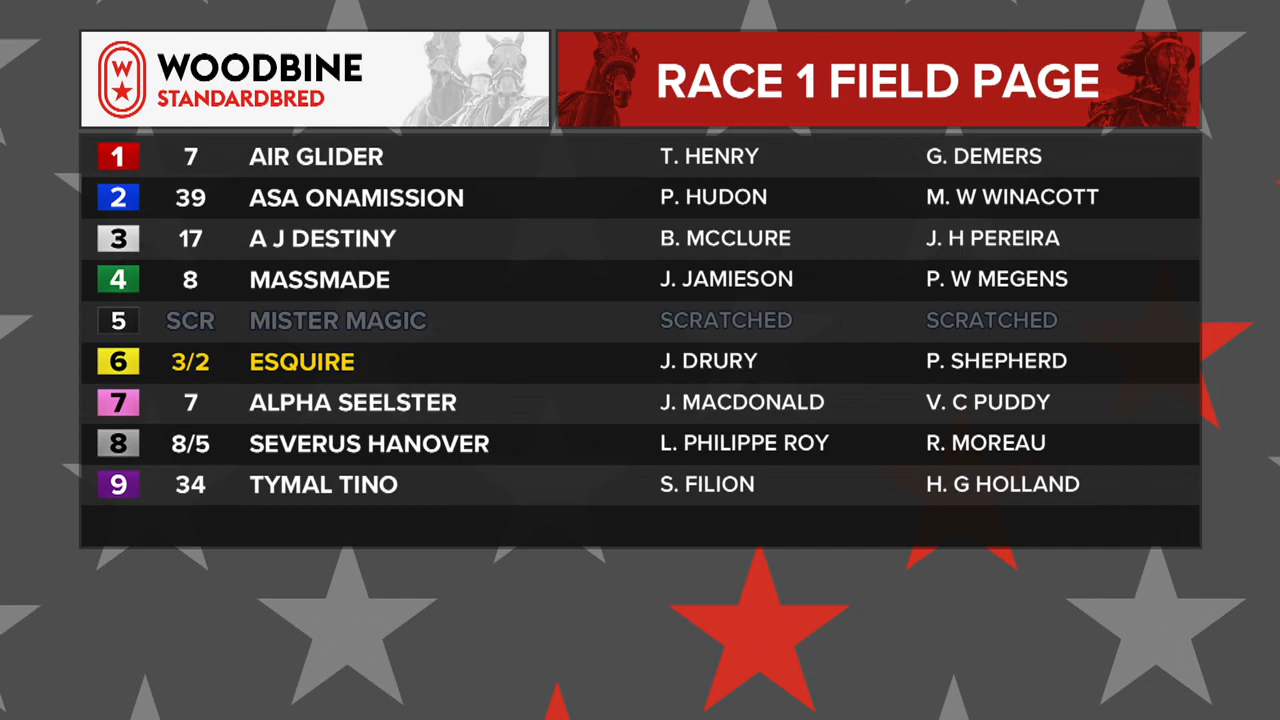 W WOODBINE
STANDARDBRED
RACE 1 FIELD PAGE
1 7 AIR GLIDER T. HENRY G. DEMERS
2 39 ASA ONAMISSION P. HUDON M. W WINACOTT
3 17 A J DESTINY B. MCCLURE J. H PEREIRA
4 8 MASSMADE J. JAMIESON P. W MEGENS
5 SCR MISTER MAGIC SCRATCHED SCRATCHED
6 3/2 ESQUIRE J. DRURY P. SHEPHERD
7 7 ALPHA SEELSTER J. MACDONALD V. C PUDDY
8 8/5 SEVERUS HANOVER L. PHILIPPE ROY R. MOREAU
9 34 TYMAL TINO S. FILION H. G HOLLAND